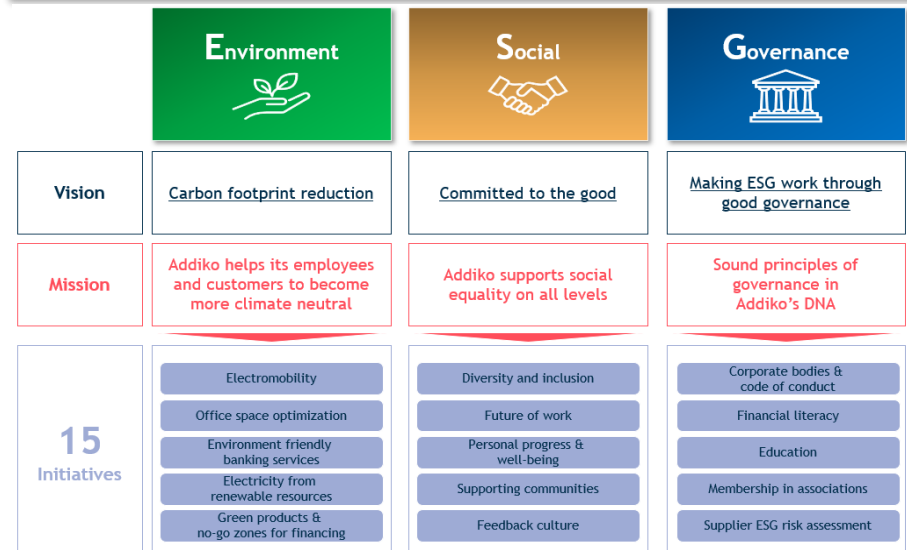 Environment
Social
Governance
Vision
Carbon footprint reduction
Committed to the good
Making ESG work through
good governance
Mission
Addiko helps its employees
and customers to become
more climate neutral
Addiko supports social
equality on all levels
Sound principles of
governance in
Addiko's DNA
15
Initiatives
Electromobility
Office space optimization
Environment friendly
banking services
Electricity from
renewable resources
Green products &
no-go zones for financing
Diversity and inclusion
Future of work
Personal progress &
well-being
Supporting communities
Feedback culture
Corporate bodies &
code of conduct
Financial literacy
Education
Membership in associations
Supplier ESG risk assessment